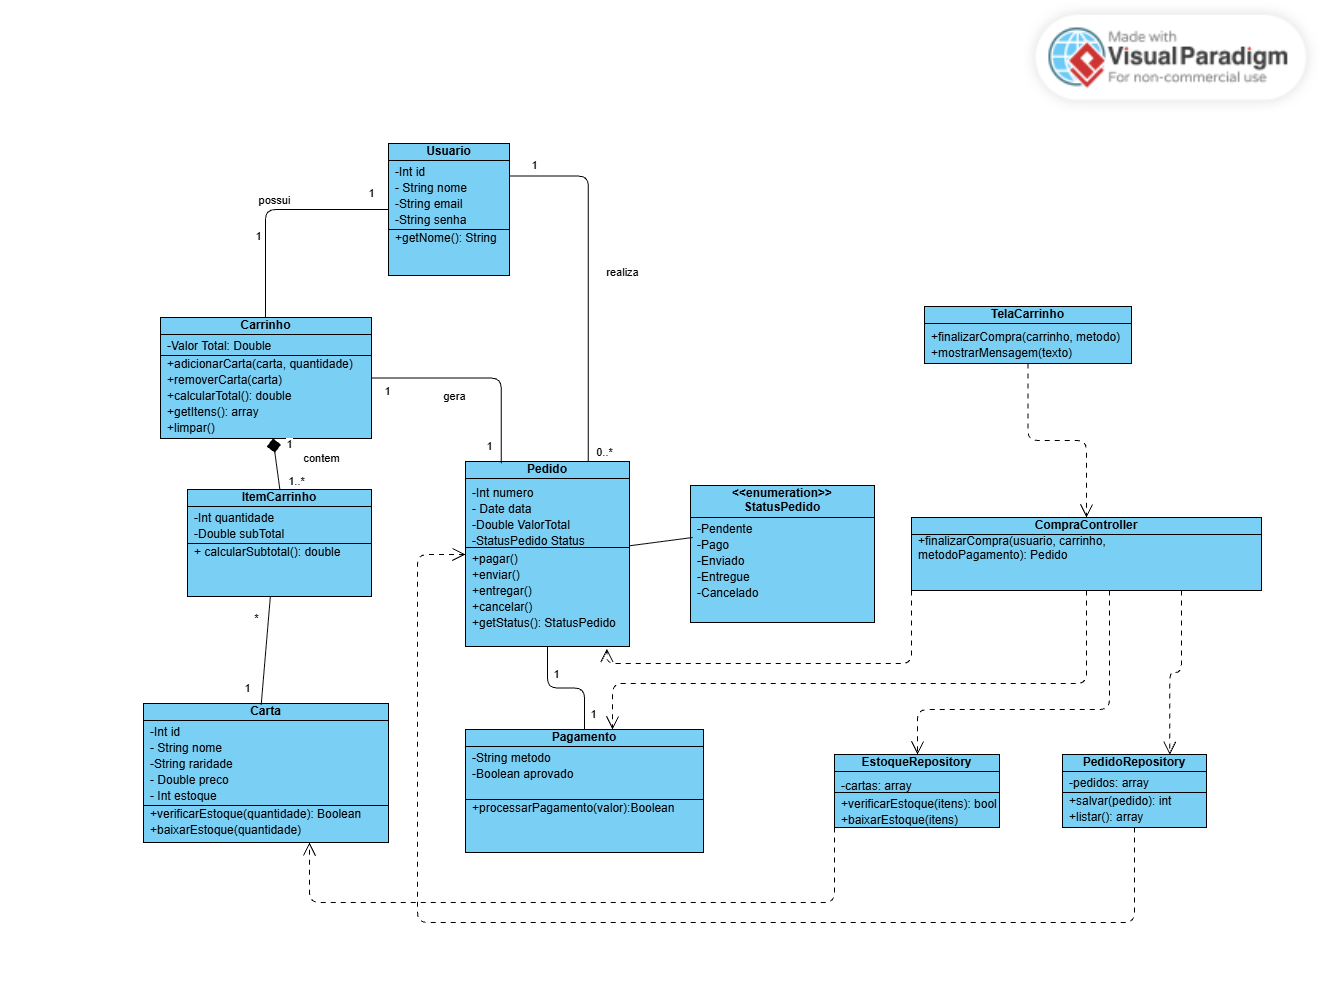 Made with
Visual Paradigm
For non-commercial use
Usuario
-Int id
- String nome
-String email
-String senha
+getNome(): String
1
possui
1
1
realiza
0..*
Carrinho
-Valor Total: Double
+adicionarCarta(carta, quantidade)
+removerCarta(carta)
+calcularTotal(): double
+getItens(): array
+limpar()
1
gera
1
1
contem
1..*
ItemCarrinho
-Int quantidade
-Double subTotal
+ calcularSubtotal(): double
*
1
Carta
-Int id
- String nome
-String raridade
- Double preco
- Int estoque
+verificarEstoque(quantidade): Boolean
+baixarEstoque(quantidade)
Pedido
-Int numero
- Date data
-Double ValorTotal
-StatusPedido Status
+pagar()
+enviar()
+entregar()
+cancelar()
+getStatus(): StatusPedido
<<enumeration>>
StatusPedido
-Pendente
-Pago
-Enviado
-Entregue
-Cancelado
1
1
Pagamento
-String metodo
-Boolean aprovado
+processarPagamento(valor):Boolean
TelaCarrinho
+finalizarCompra(carrinho, metodo)
+mostrarMensagem(texto)
CompraController
+finalizarCompra(usuario, carrinho,
metodoPagamento): Pedido
EstoqueRepository
-cartas: array
+verificarEstoque(itens): bool
+baixarEstoque(itens)
PedidoRepository
-pedidos: array
+salvar(pedido): int
+listar(): array